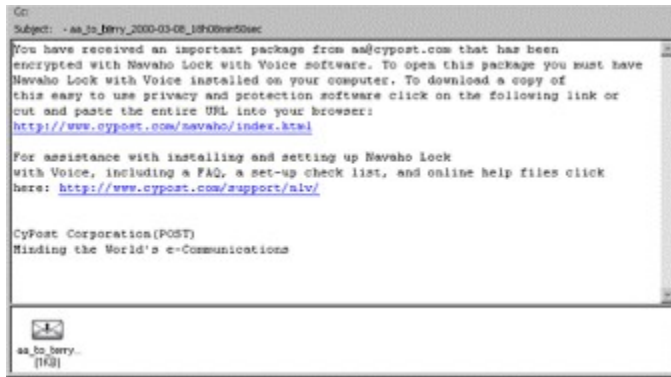 Cc:
Subject: - aa_to_berry_2000-03-08_18h08min50sec
You have received an important package from aa@cypost.com that has been
encrypted with Navaho Lock with Voice software. To open this package you must have
Navaho Lock with Voice installed on your computer. To download a copy of
this easy to use privacy and protection software click on the following link or
cut and paste the entire URL into your browser:
http://www.cypost.com/navaho/index.html
For assistance with installing and setting up Navaho Lock
with Voice, including a FAQ, a set-up check list, and online help files click
here: http://www.cypost.com/support/nlv/
CyPost Corporation(POST)
Minding the World's e-Communications
aa_to_berry...
(1KB)